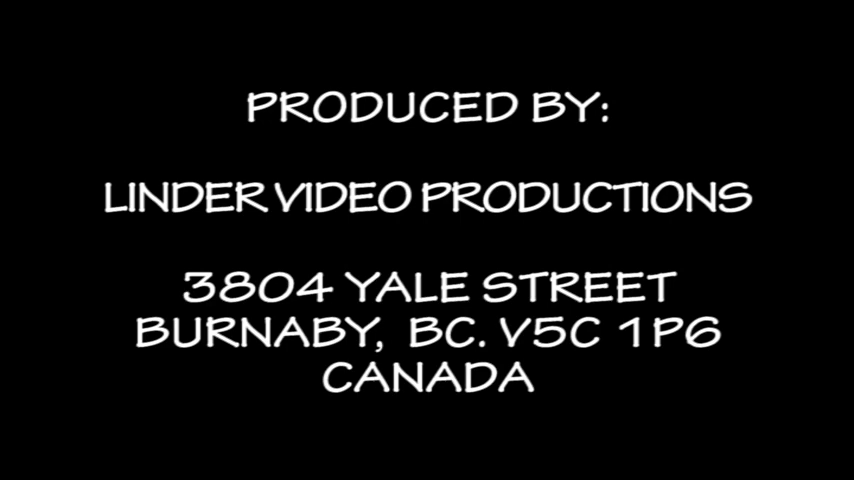 PRODUCED BY:
LINDER VIDEO PRODUCTIONS
3804 YALE STREET
BURNABY, BC. V5C 1P6
CANADA